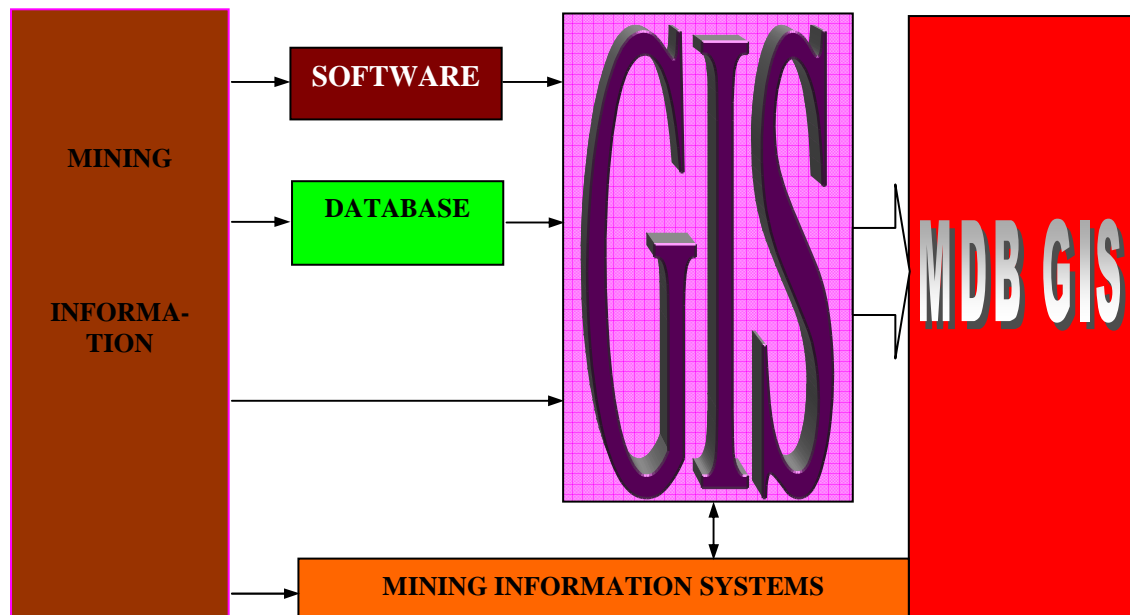 MINING
INFORMA-
TION
SOFTWARE
DATABASE
GIS
MDB GIS
MINING INFORMATION SYSTEMS